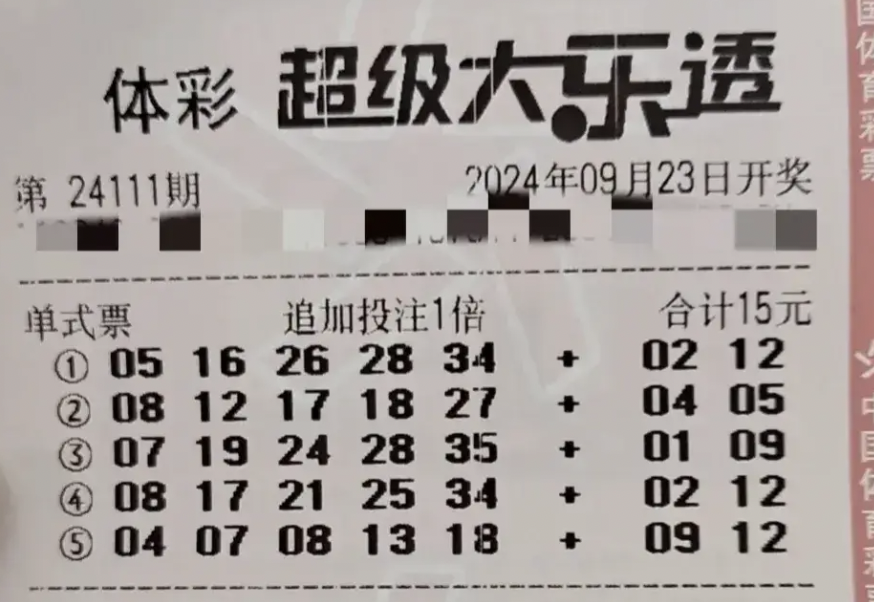 体彩 超级大乐透
第 24111期 2024年09月23日开奖
单式票 追加投注1倍 合计15元
① 05 16 26 28 34 + 02 12
② 08 12 17 18 27 + 04 05
③ 07 19 24 28 35 + 01 09
④ 08 17 21 25 34 + 02 12
⑤ 04 07 08 13 18 + 09 12
国体育彩票
中国体育彩票